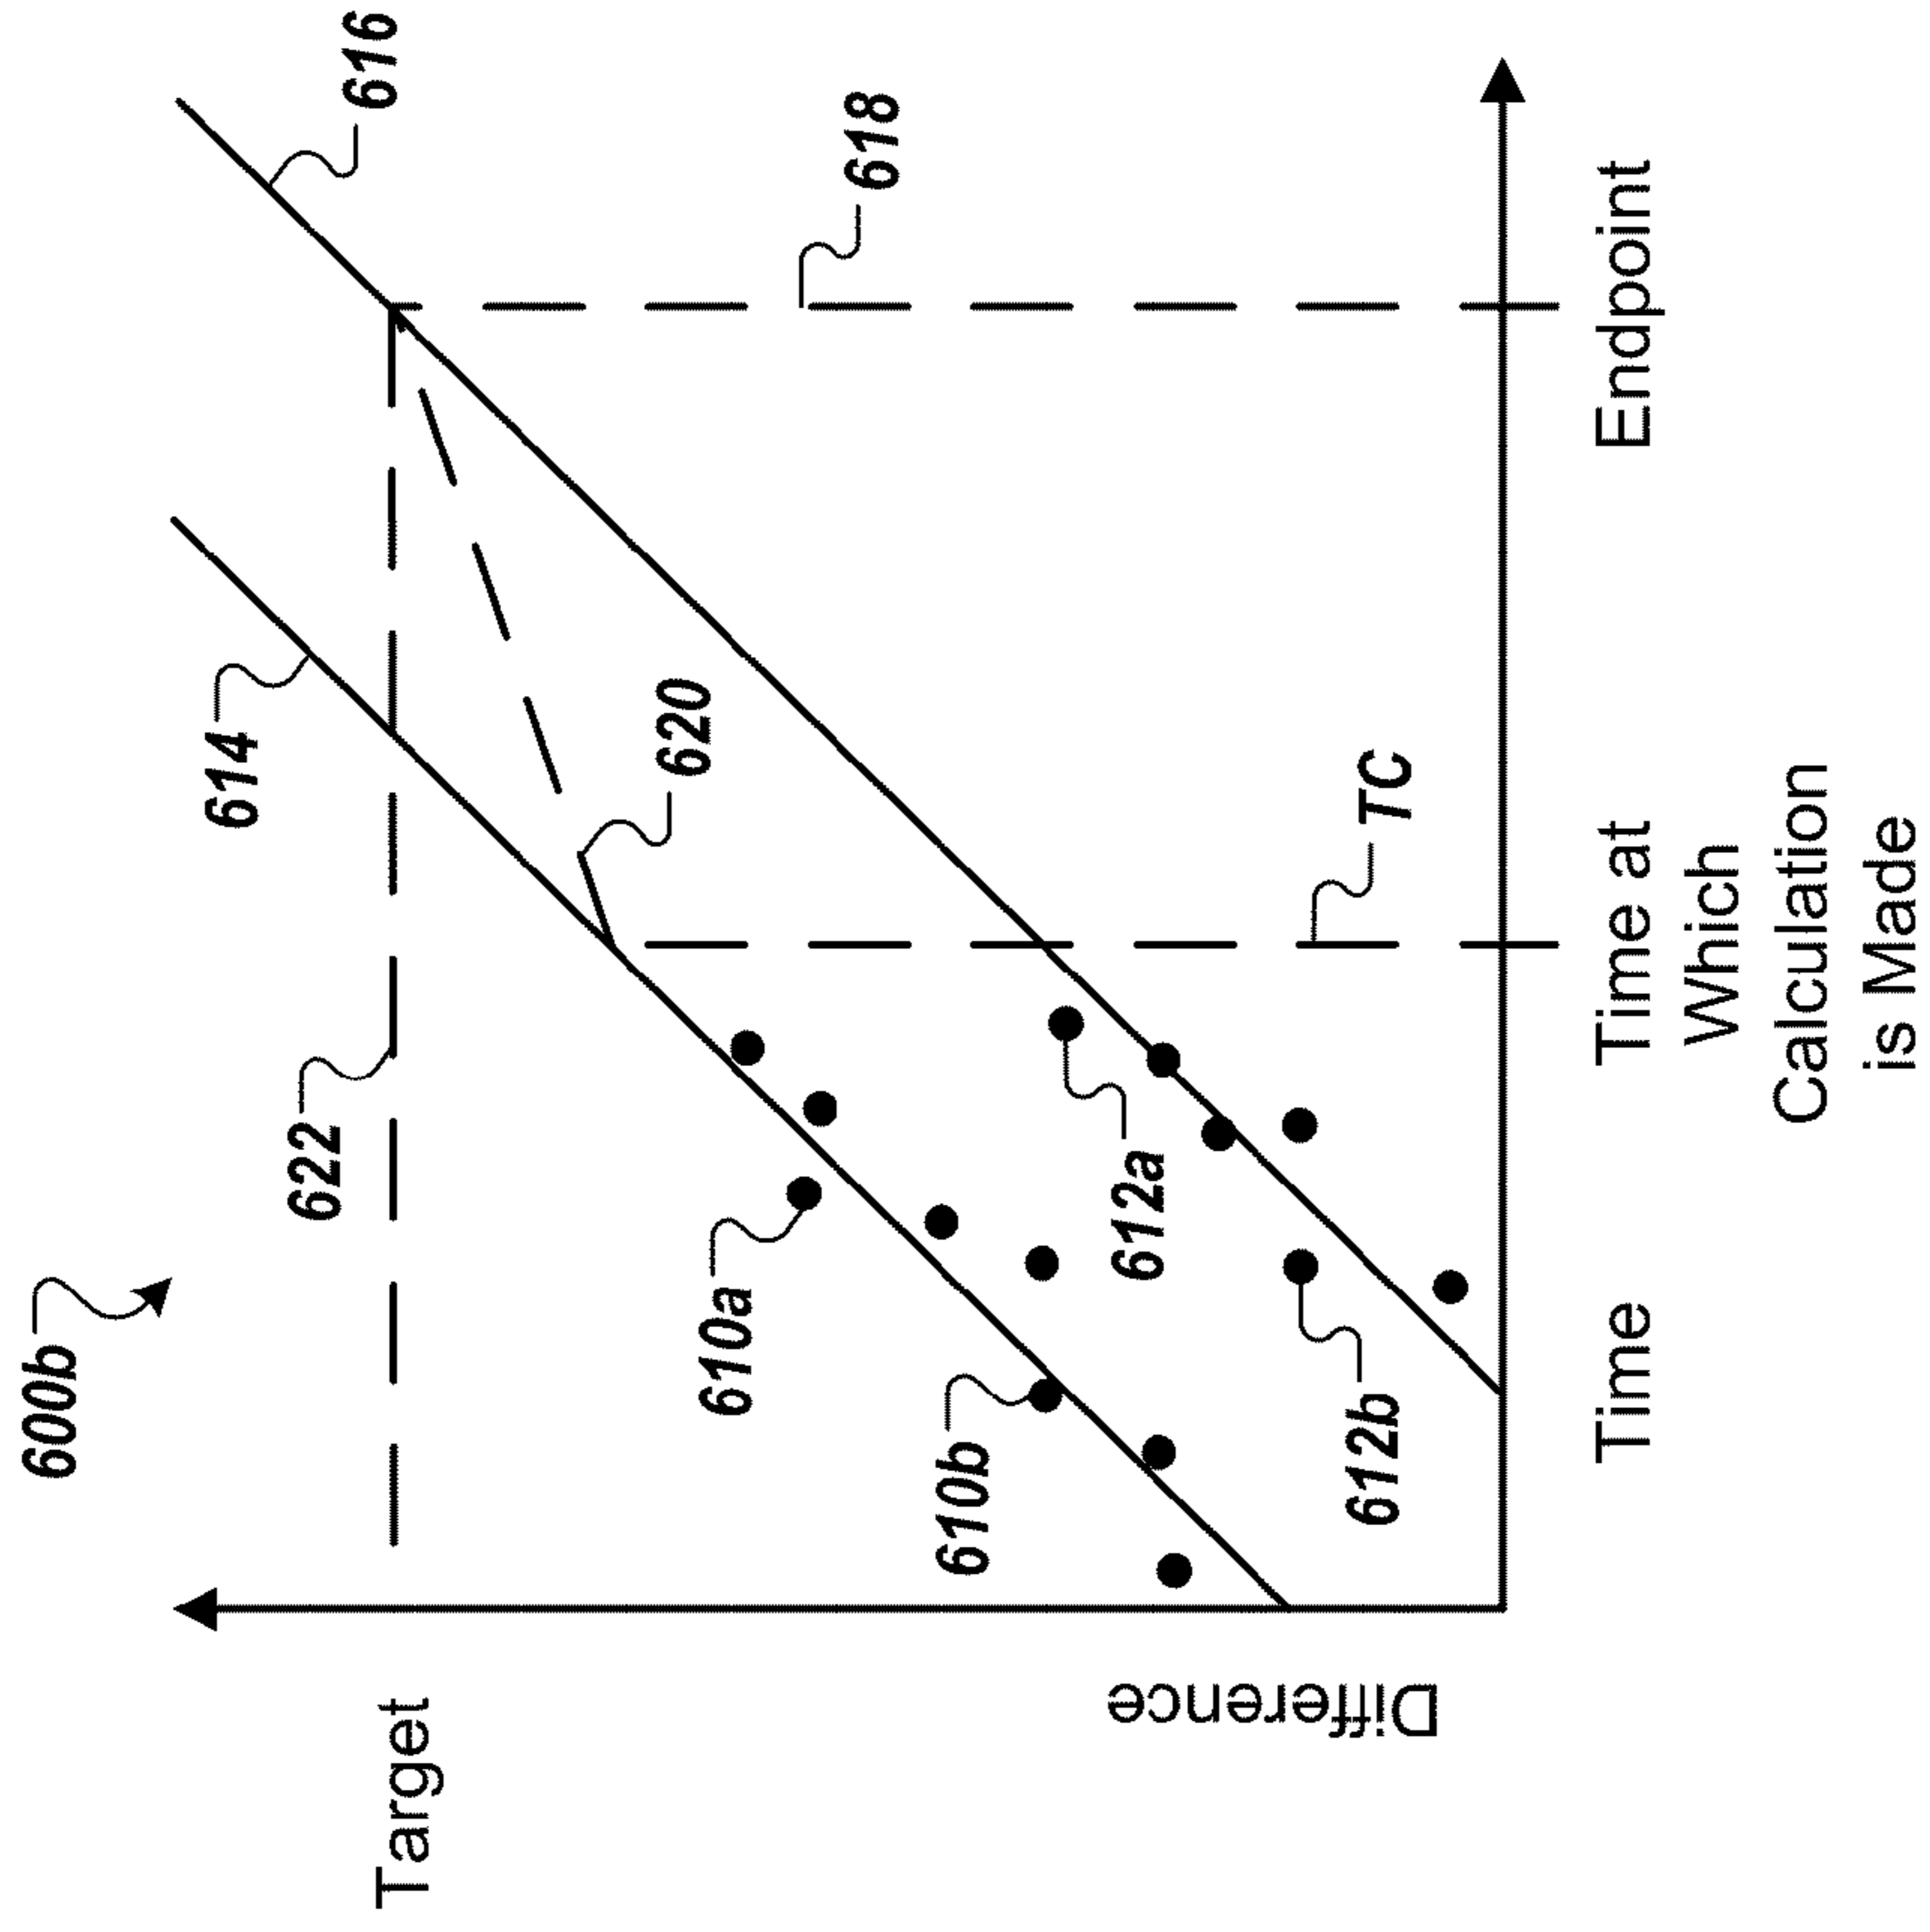 600b
616
614
618
622
620
610a
TC
610b
612a
612b
Target
Difference
Time
Time at
Which
Calculation
is Made
Endpoint